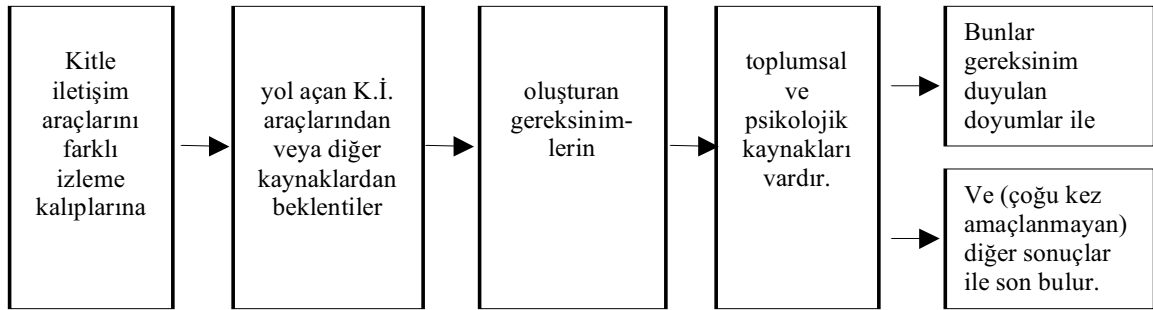 Kitle
iletişim
araçlarını
farklı
izleme
kalıplarına
yol açan K.İ.
araçlarından
veya diğer
kaynaklardan
beklentiler
oluşturan
gereksinim-
lerin
toplumsal
ve
psikolojik
kaynakları
vardır.
Bunlar
gereksinim
duyulan
doyumlar ile
Ve (çoğu kez
amaçlanmayan)
diğer sonuçlar
ile son bulur.